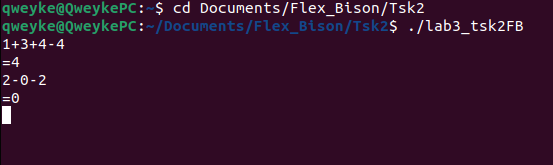 qweyke@QweykePC:~$ cd Documents/Flex_Bison/Tsk2
qweyke@QweykePC:~/Documents/Flex_Bison/Tsk2$ ./lab3_tsk2FB
1+3+4-4
=4
2-0-2
=0